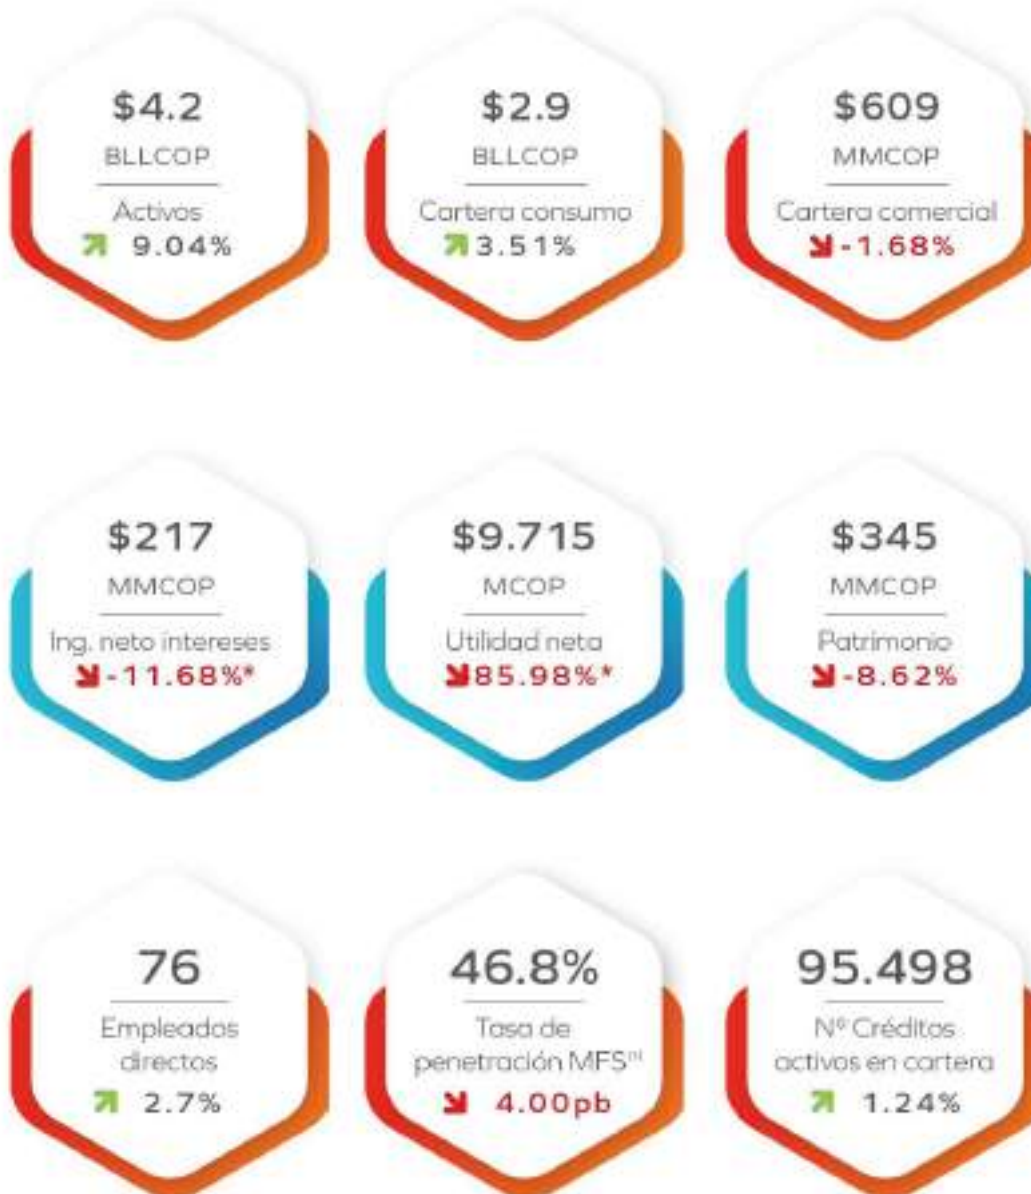 $4.2
BLLCOP
Activos
9.04%
$2.9
BLLCOP
Cartera consumo
3.51%
$609
MMCOP
Cartera comercial
-1.68%
$217
MMCOP
Ing. neto intereses
-11.68%*
$9.715
MCOP
Utilidad neta
85.98%*
$345
MMCOP
Patrimonio
-8.62%
76
Empleados
directos
2.7%
46.8%
Tasa de
penetración MFS
4.00pb
95.498
Nº Créditos
activos en cartera
1.24%